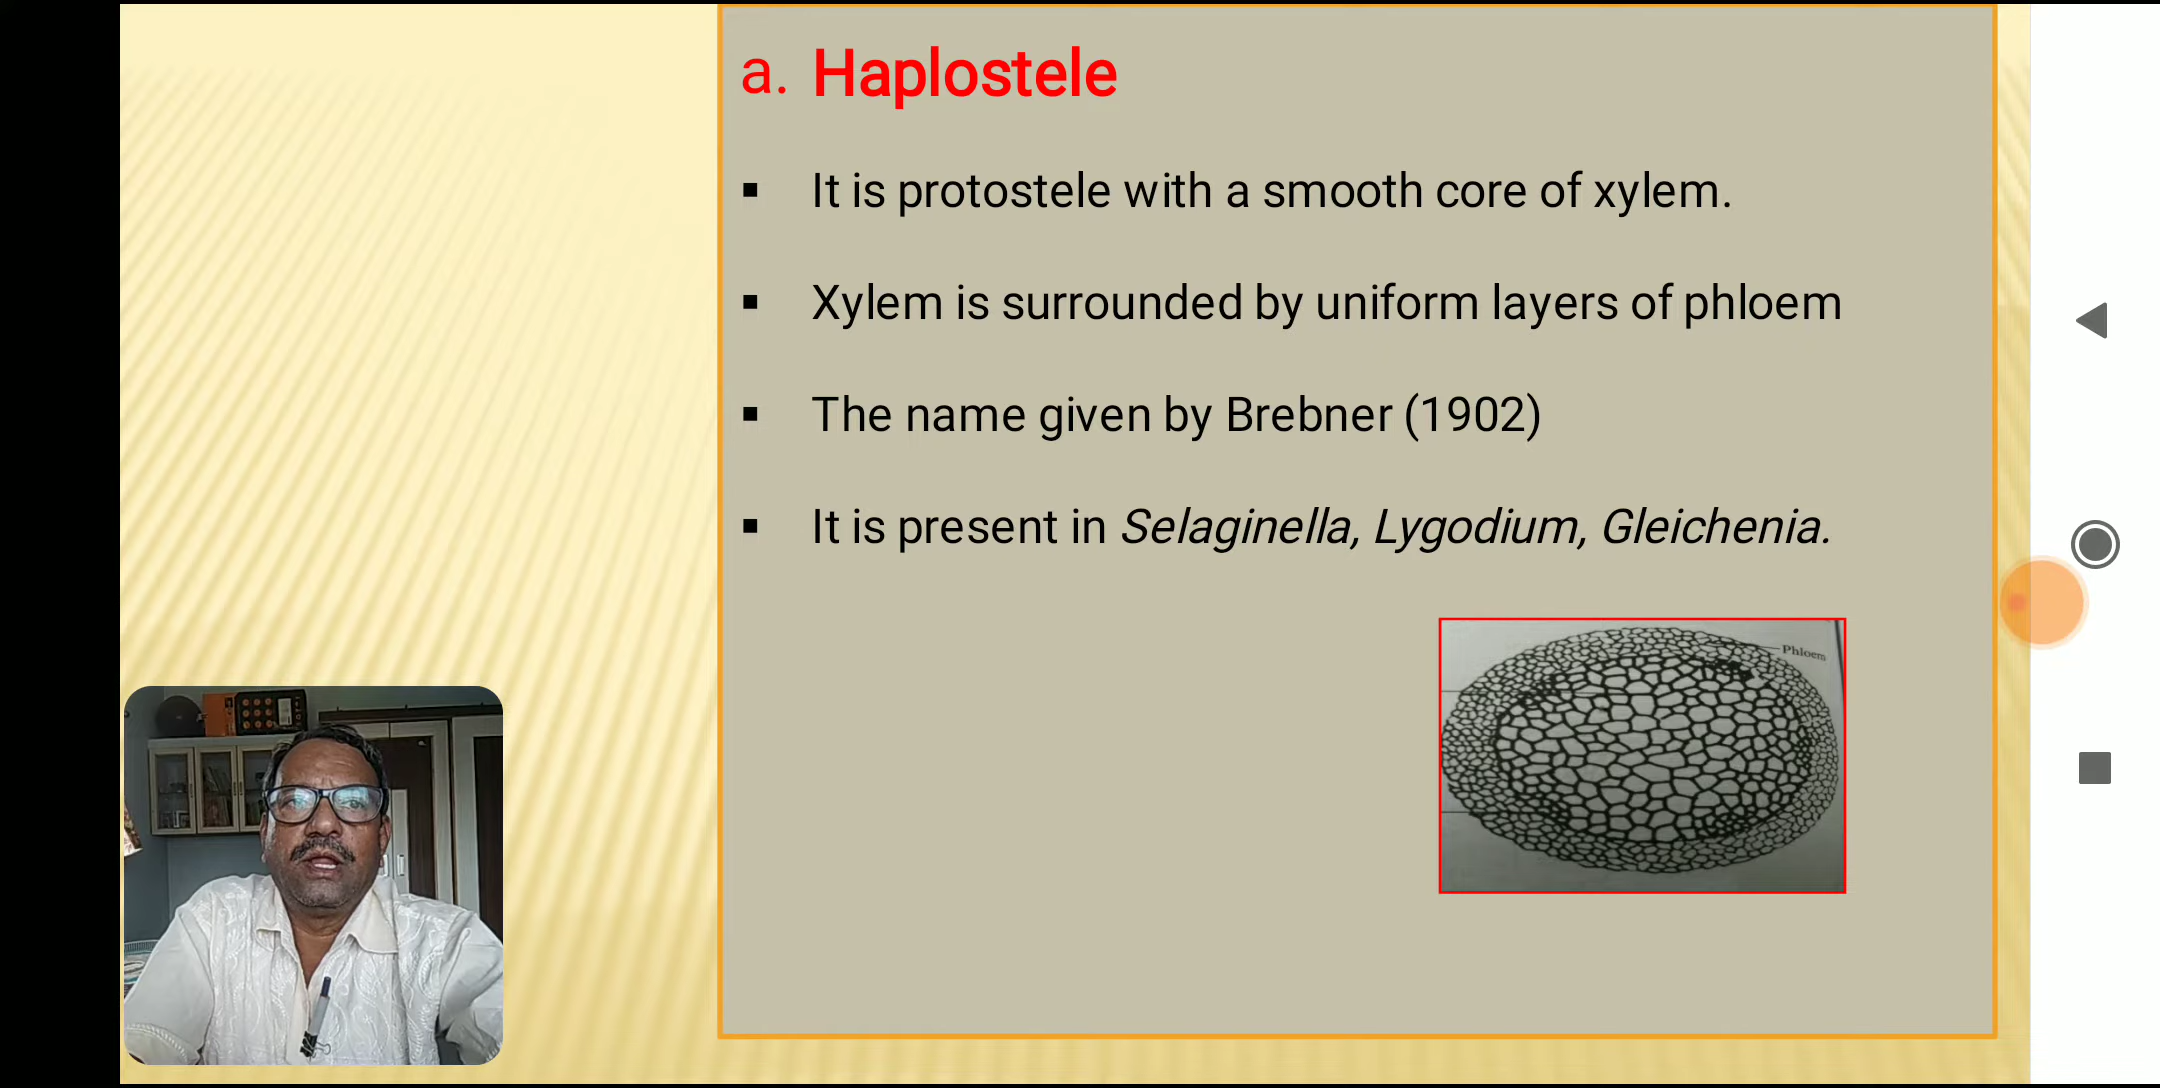 a. Haplostele
▪ It is protostele with a smooth core of xylem.
▪ Xylem is surrounded by uniform layers of phloem
▪ The name given by Brebner (1902)
▪ It is present in Selaginella, Lygodium, Gleichenia.
Phloem